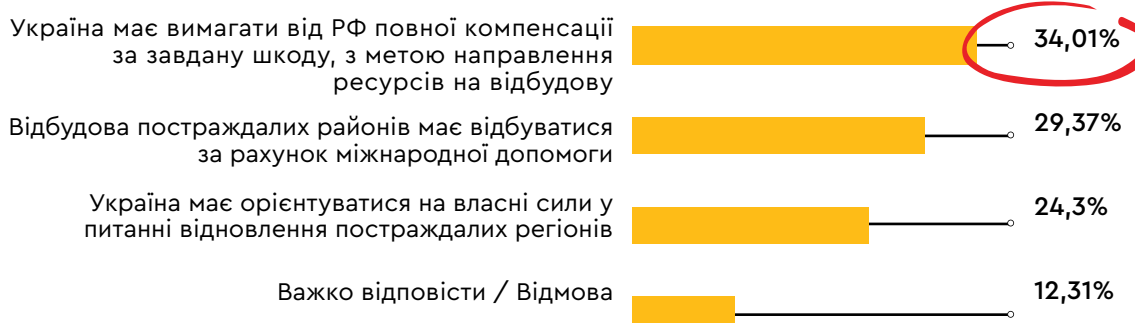 Україна має вимагати від РФ повної компенсації
за завдану шкоду, з метою направлення
ресурсів на відбудову
34,01%
Відбудова постраждалих районів має відбуватися
за рахунок міжнародної допомоги
29,37%
Україна має орієнтуватися на власні сили у
питанні відновлення постраждалих регіонів
24,3%
Важко відповісти / Відмова
12,31%